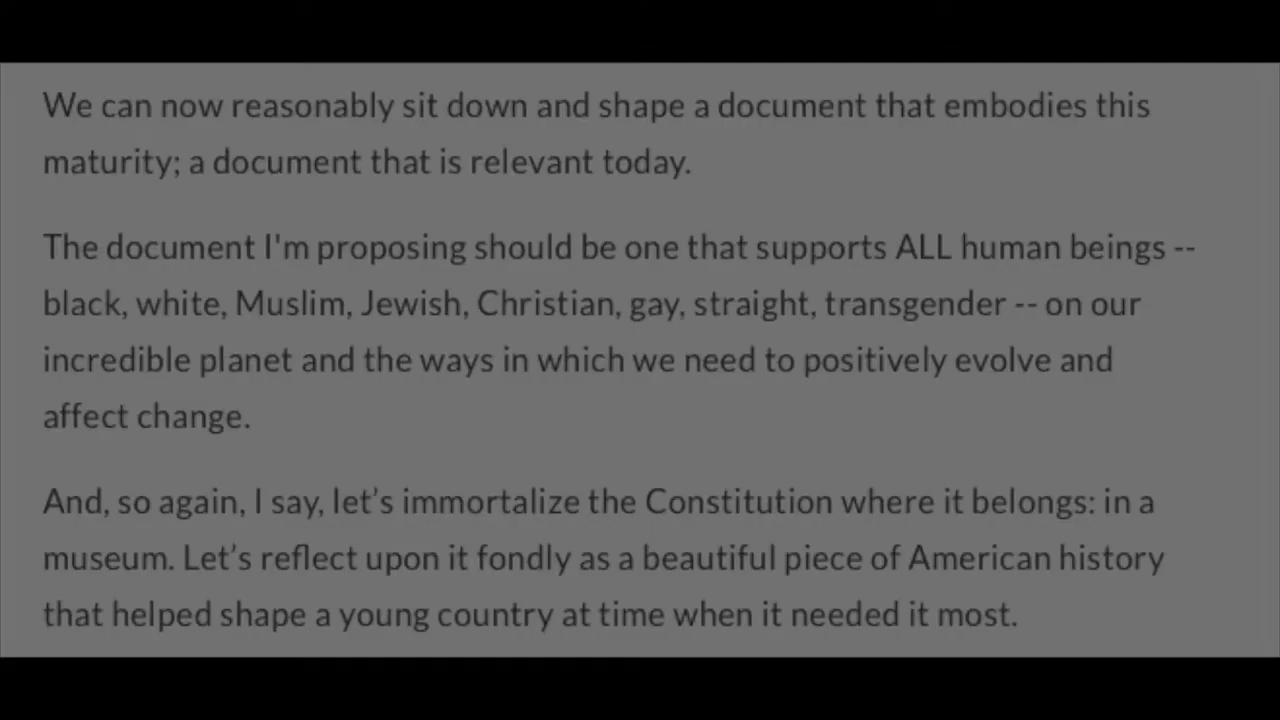 We can now reasonably sit down and shape a document that embodies this
maturity; a document that is relevant today.
The document I'm proposing should be one that supports ALL human beings --
black, white, Muslim, Jewish, Christian, gay, straight, transgender -- on our
incredible planet and the ways in which we need to positively evolve and
affect change.
And, so again, I say, let’s immortalize the Constitution where it belongs: in a
museum. Let’s reflect upon it fondly as a beautiful piece of American history
that helped shape a young country at time when it needed it most.